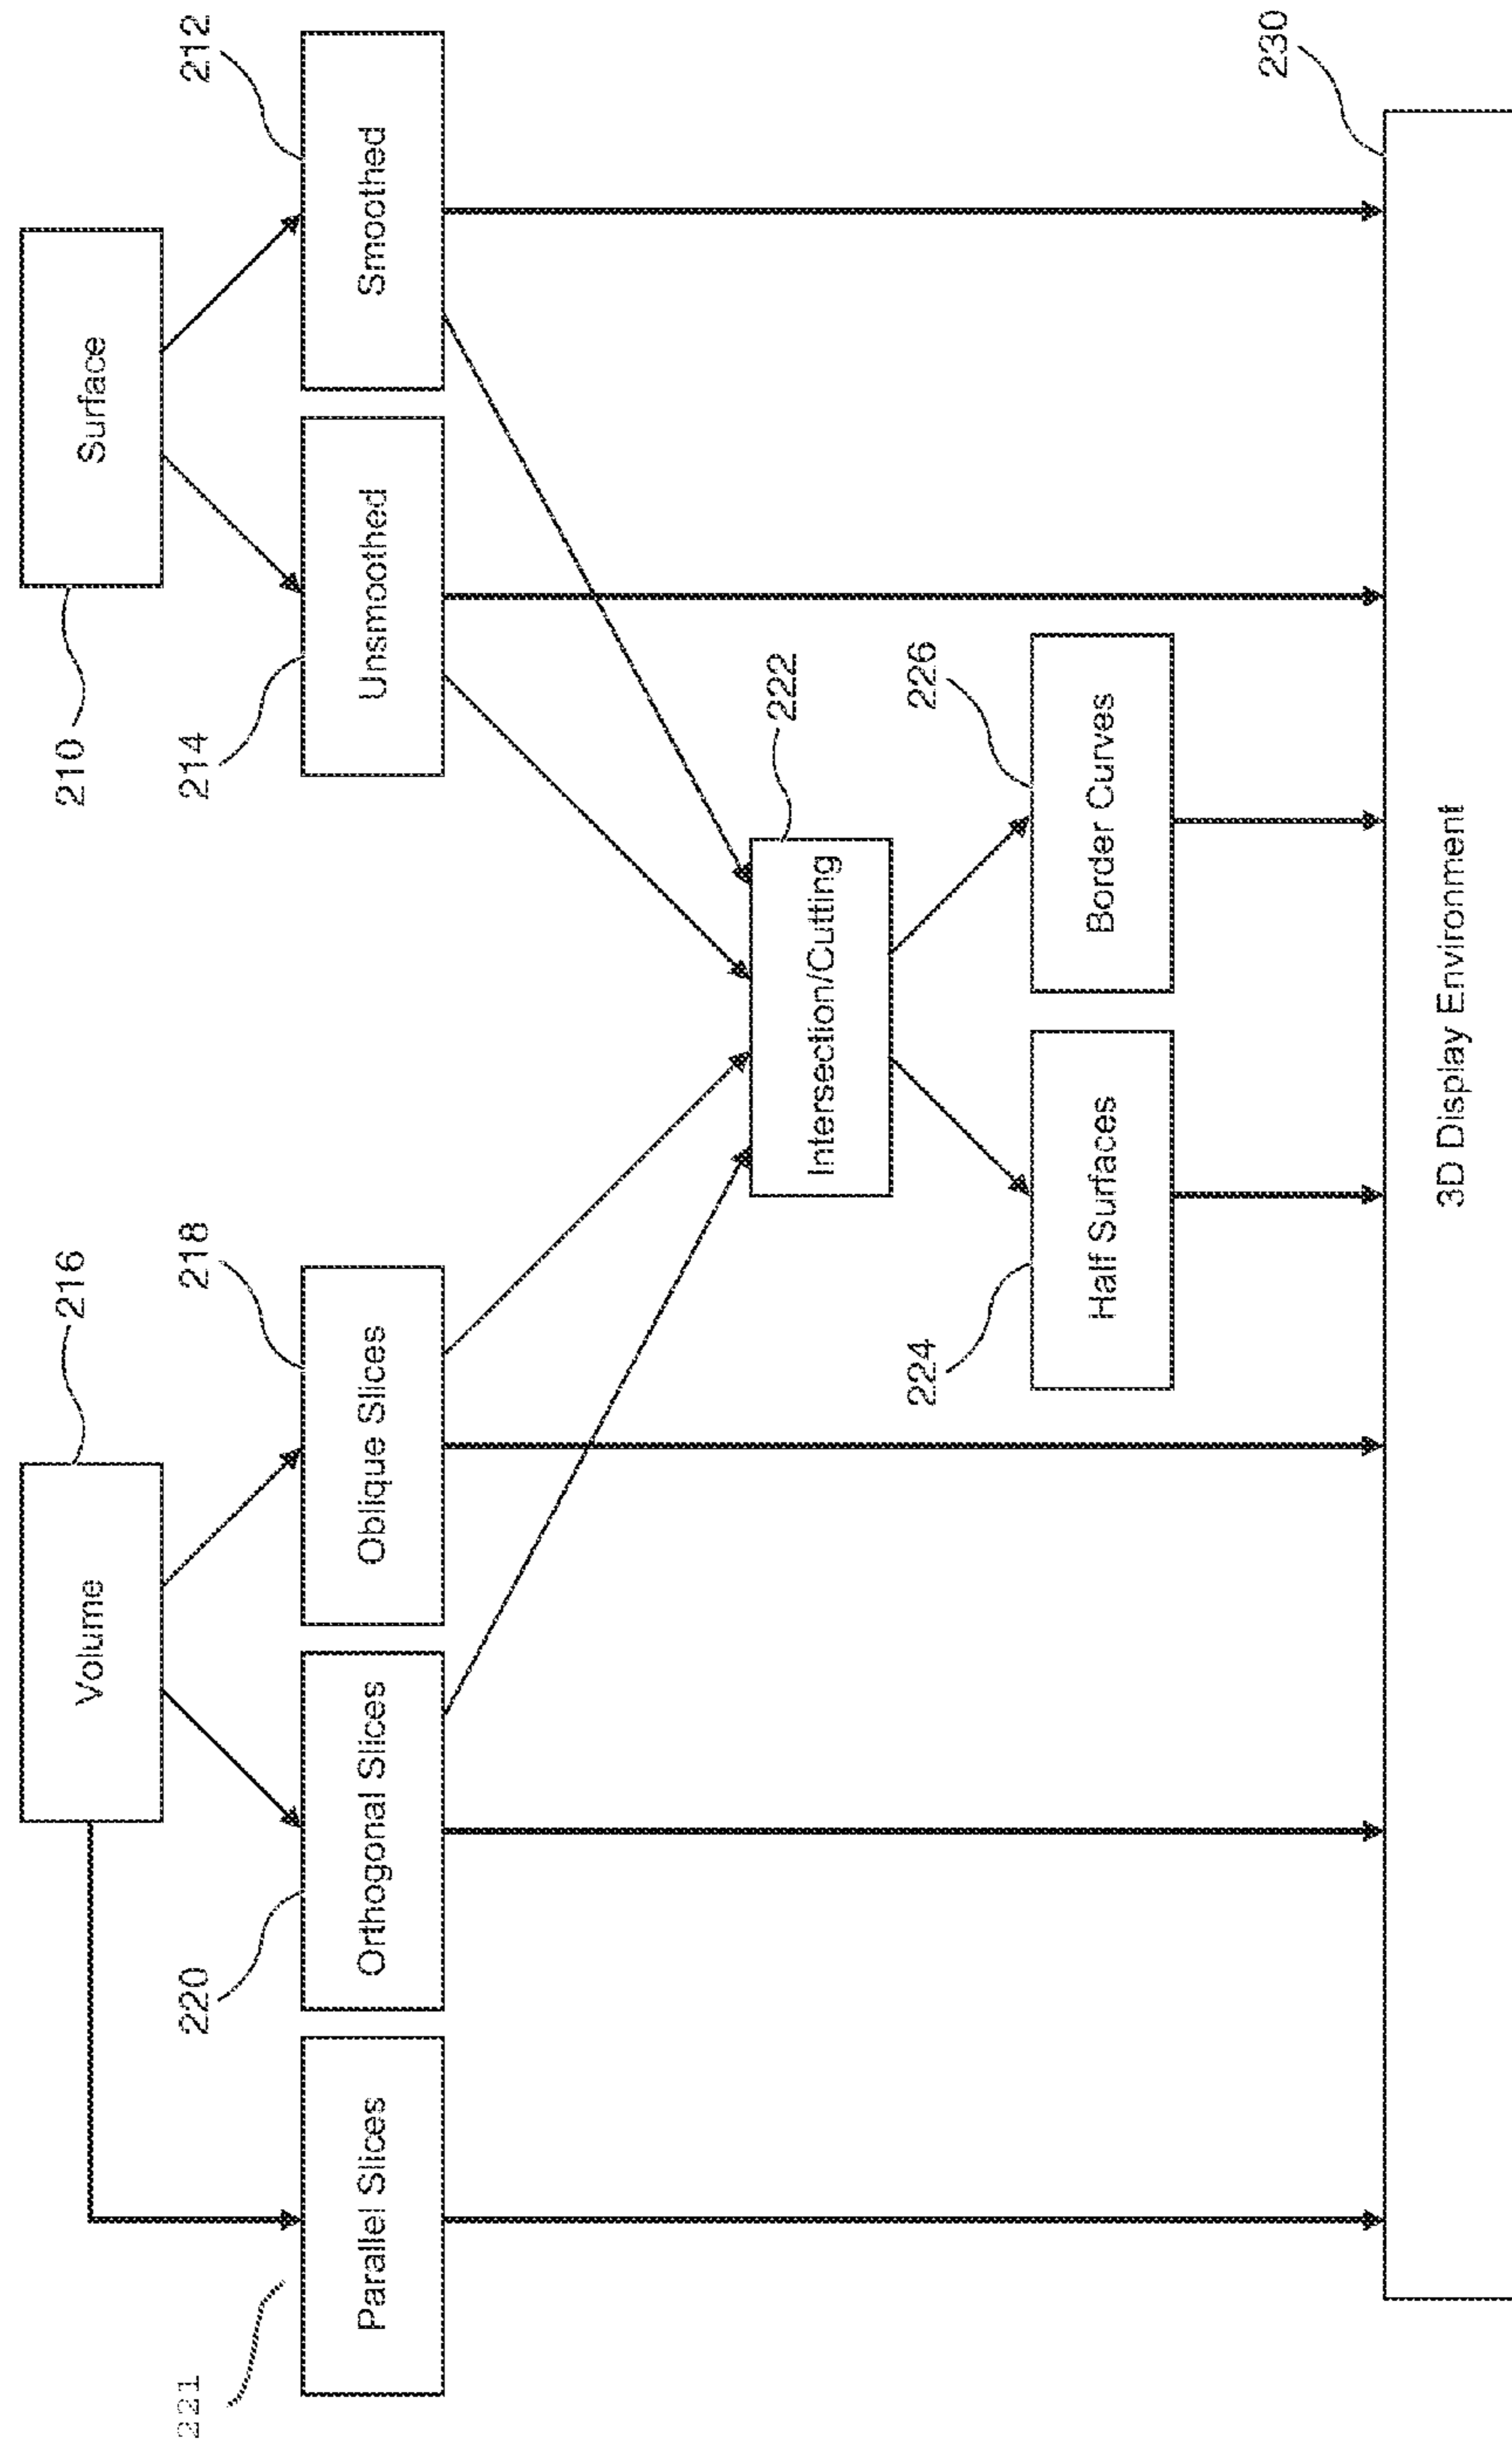 216
Volume
210
Surface
221
220
218
214
212
Parallel Slices
Orthogonal Slices
Oblique Slices
Unsmoothed
Smoothed
222
Intersection/Cutting
224
226
Half Surfaces
Border Curves
230
3D Display Environment